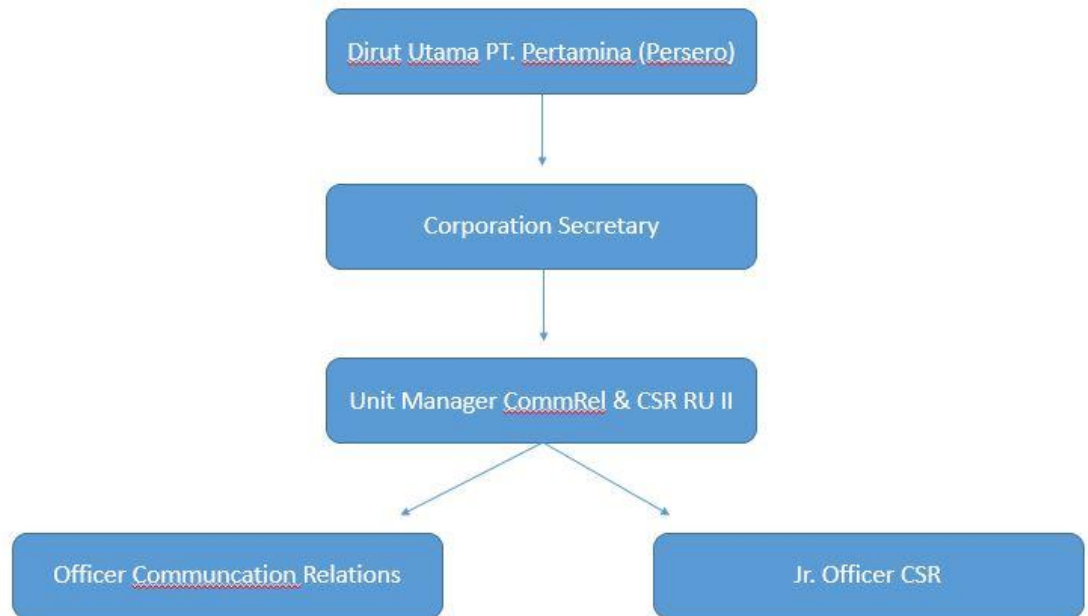 Dirut Utama PT. Pertamina (Persero)
Corporation Secretary
Unit Manager CommRel & CSR RU II
Officer Communcation Relations
Jr. Officer CSR